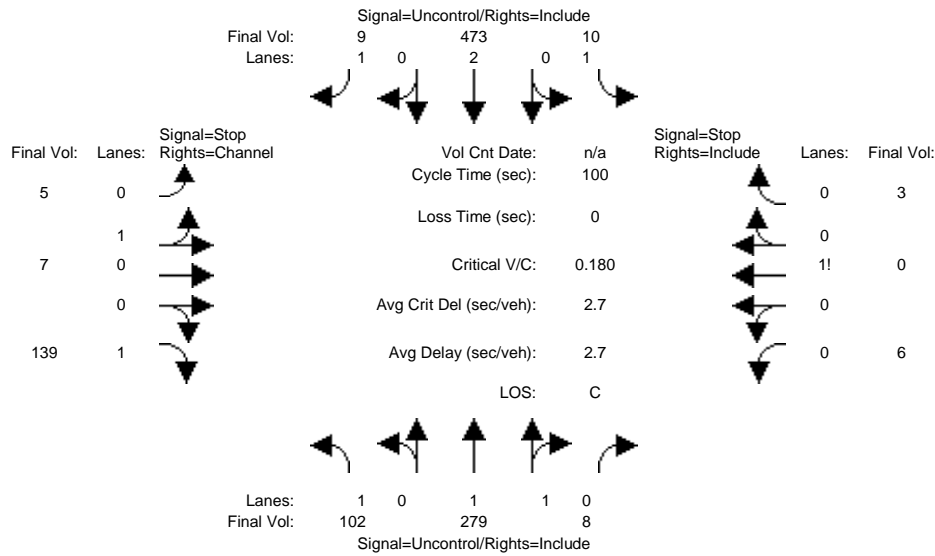 Signal=Uncontrol/Rights=Include
Final Vol: 9 473 10
Lanes: 1 0 2 0 1
Signal=Stop Signal=Stop
Final Vol: Lanes: Rights=Channel Vol Cnt Date: n/a Rights=Include Lanes: Final Vol:
Cycle Time (sec): 100
5 0 0 3
Loss Time (sec): 0
1 0
7 0 Critical V/C: 0.180 1! 0
0 Avg Crit Del (sec/veh): 2.7 0
139 1 Avg Delay (sec/veh): 2.7 0 6
LOS: C
Lanes: 1 0 1 1 0
Final Vol: 102 279 8
Signal=Uncontrol/Rights=Include